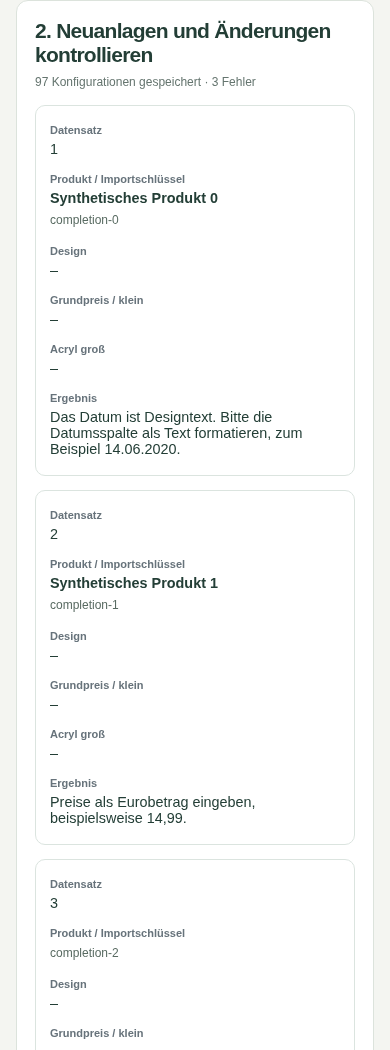 2. Neuanlagen und Änderungen
kontrollieren
97 Konfigurationen gespeichert · 3 Fehler
Datensatz
1
Produkt / Importschlüssel
Synthetisches Produkt 0
completion-0
Design
–
Grundpreis / klein
–
Acryl groß
–
Ergebnis
Das Datum ist Designtext. Bitte die
Datumsspalte als Text formatieren, zum
Beispiel 14.06.2020.
Datensatz
2
Produkt / Importschlüssel
Synthetisches Produkt 1
completion-1
Design
–
Grundpreis / klein
–
Acryl groß
–
Ergebnis
Preise als Eurobetrag eingeben,
beispielsweise 14,99.
Datensatz
3
Produkt / Importschlüssel
completion-2
Design
–
Grundpreis / klein